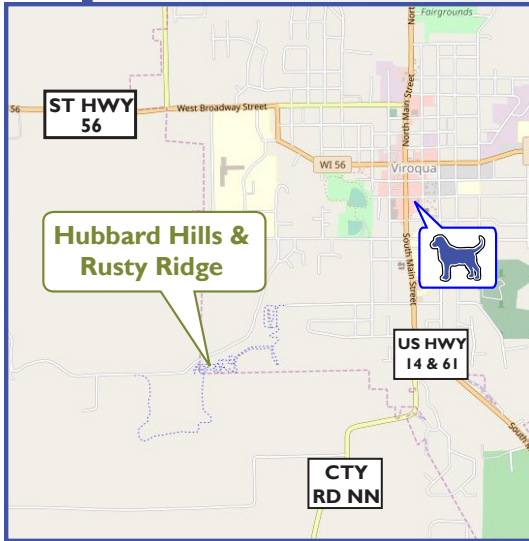 North
Fairgrounds
56
ST HWY
56
West Broadway Street
North Main Street
WI 56
Viroqua
Hubbard Hills &
Rusty Ridge
South Main Street
US HWY
14 & 61
South M
CTY
RD NN